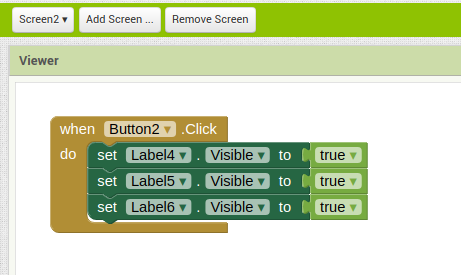 Screen2 ▾ Add Screen ... Remove Screen
Viewer
when Button2 ▾ .Click
do set Label4 ▾ . Visible ▾ to true ▾
set Label5 ▾ . Visible ▾ to true ▾
set Label6 ▾ . Visible ▾ to true ▾